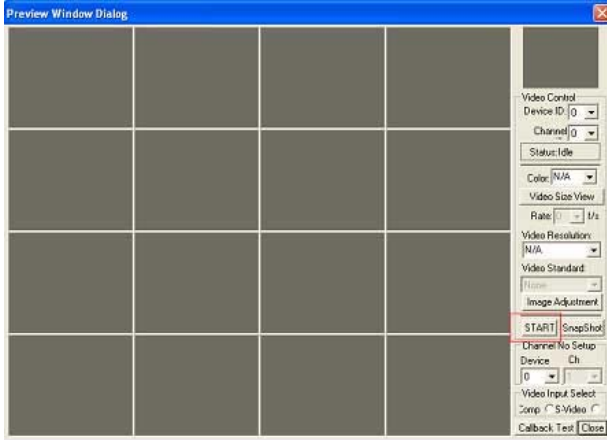 Preview Window Dialog
Video Control
Device ID: 0
Channel 0
Status:Idle
Color: N/A
Video Size View
Rate: 0 f/s
Video Resolution:
N/A
Video Standard:
None
Image Adjustment
START SnapShot
Channel No Setup
Device Ch
0 1
Video Input Select
Comp S-Video
Callback Test Close